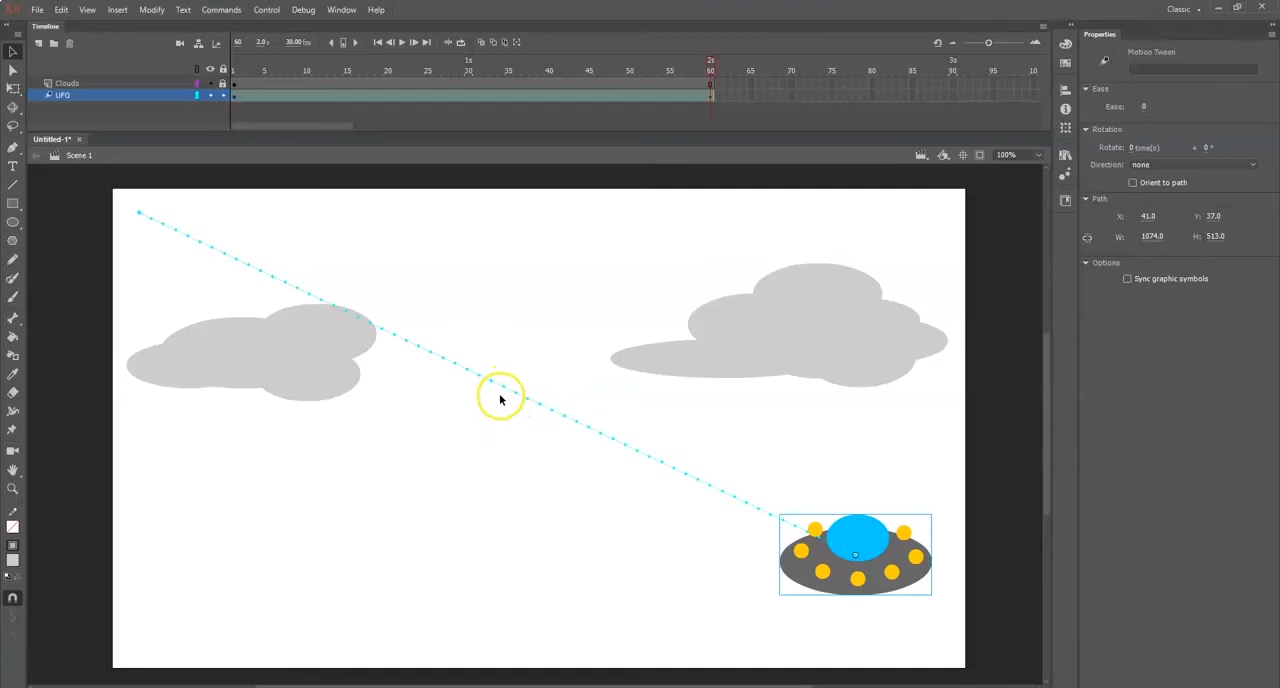 An File Edit View Insert Modify Text Commands Control Debug Window Help Classic
Timeline
60 2.0s 30.00 fps
1s 2s 3s
1 5 10 15 20 25 30 35 40 45 50 55 60 65 70 75 80 85 90 95 10
Clouds
UFO
Untitled-1* ×
Scene 1
100%
Properties
Motion Tween
Ease
Ease: 0
Rotation
Rotate: 0 time(s) + 0 °
Direction: none
Orient to path
Path
X: 41.0 Y: 37.0
W: 1074.0 H: 513.0
Options
Sync graphic symbols